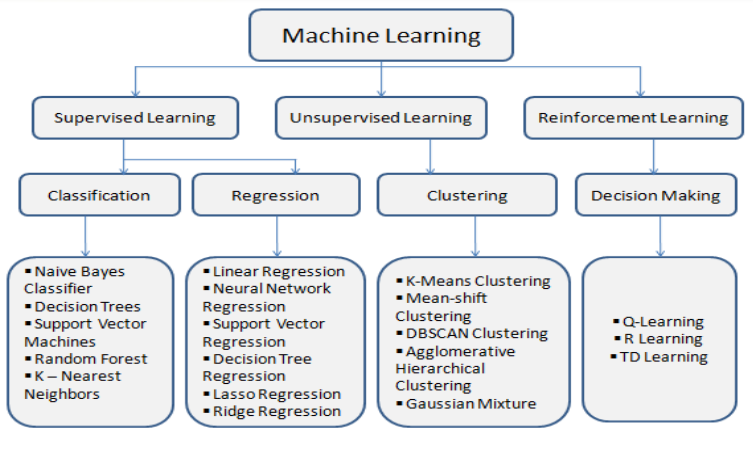 Machine Learning
Supervised Learning
Unsupervised Learning
Reinforcement Learning
Classification
Regression
Clustering
Decision Making
▪ Naive Bayes
Classifier
▪ Decision Trees
▪ Support Vector
Machines
▪ Random Forest
▪ K – Nearest
Neighbors
▪ Linear Regression
▪ Neural Network
Regression
▪ Support Vector
Regression
▪ Decision Tree
Regression
▪ Lasso Regression
▪ Ridge Regression
▪ K-Means Clustering
▪ Mean-shift
Clustering
▪ DBSCAN Clustering
▪ Agglomerative
Hierarchical
Clustering
▪ Gaussian Mixture
▪ Q-Learning
▪ R Learning
▪ TD Learning